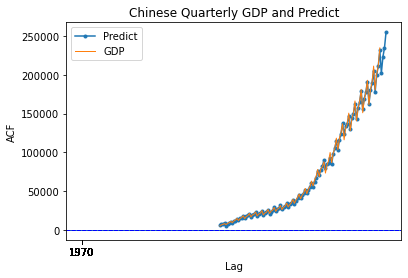 Chinese Quarterly GDP and Predict
Predict
GDP
250000
200000
150000
100000
50000
0
ACF
1970
Lag